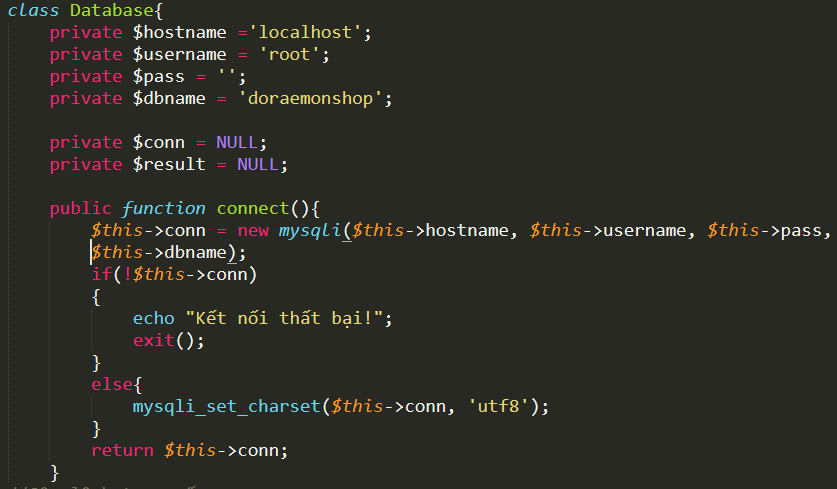 class Database{
private $hostname ='localhost';
private $username = 'root';
private $pass = '';
private $dbname = 'doraemonshop';
private $conn = NULL;
private $result = NULL;
public function connect(){
$this->conn = new mysqli($this->hostname, $this->username, $this->pass,
$this->dbname);
if(!$this->conn)
{
echo "Kết nối thất bại!";
exit();
}
else{
mysqli_set_charset($this->conn, 'utf8');
}
return $this->conn;
}